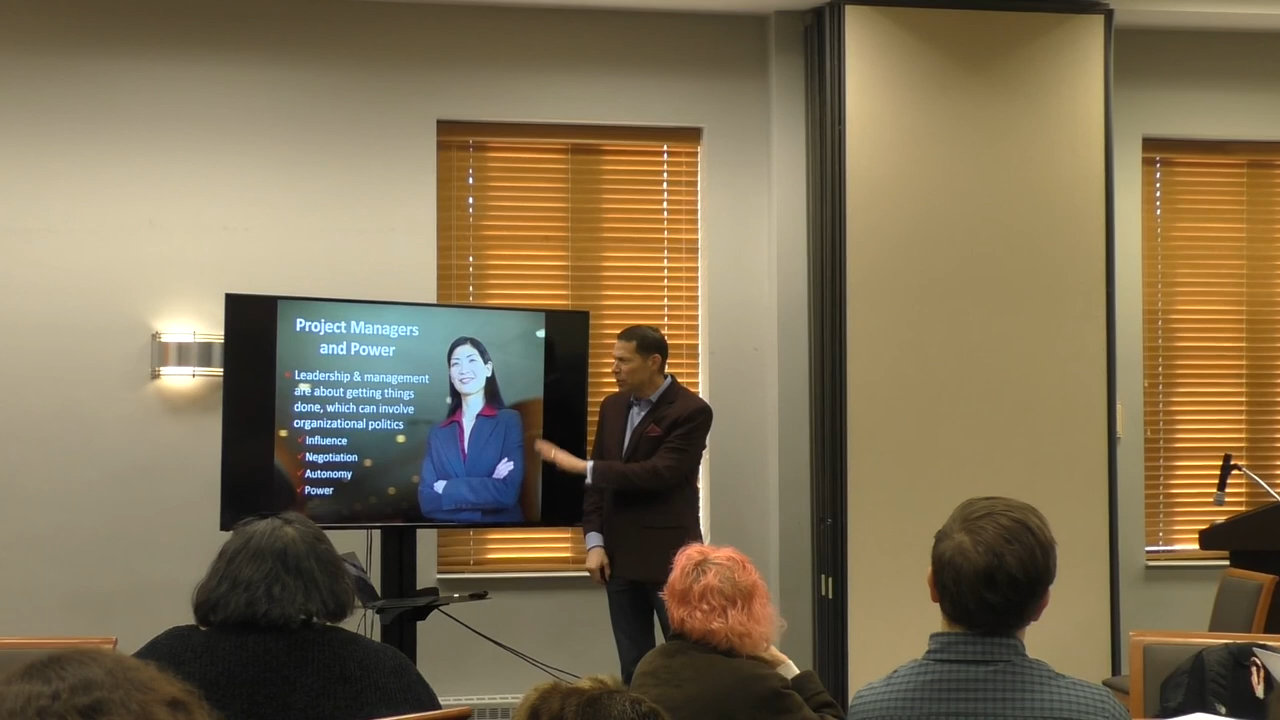 Project Managers
and Power
Leadership & management
are about getting things
done, which can involve
organizational politics
Influence
Negotiation
Autonomy
Power